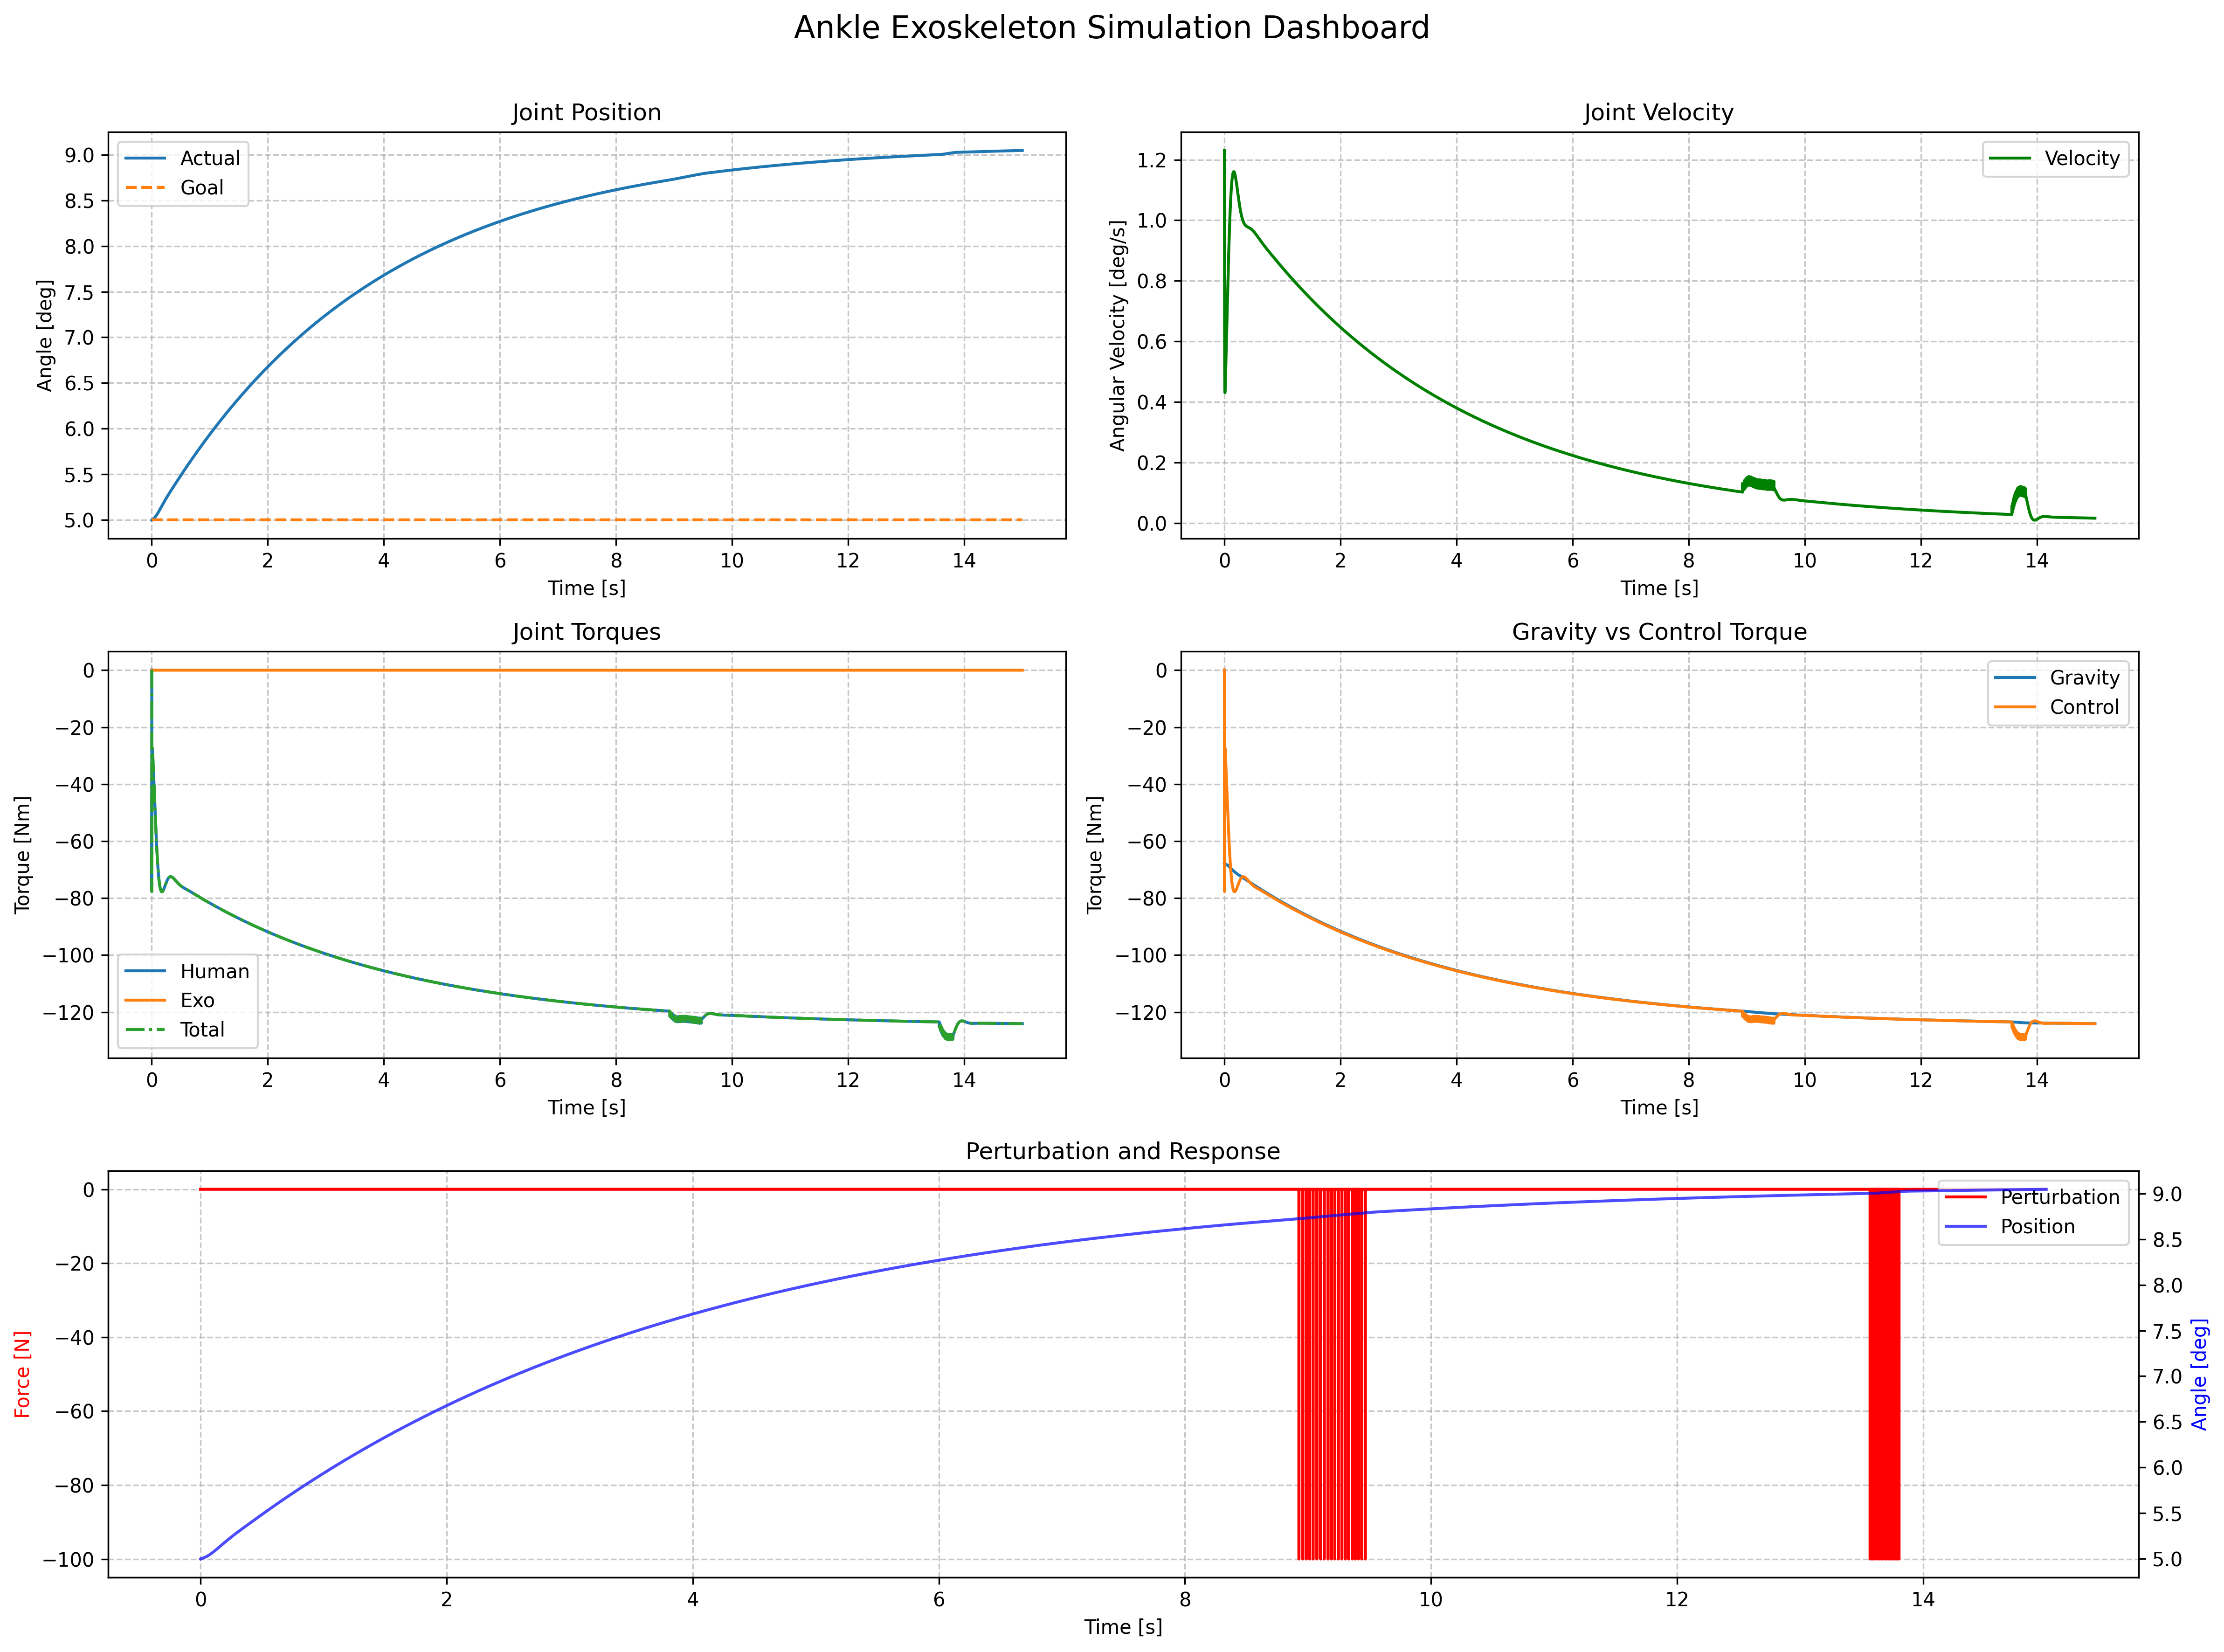 Ankle Exoskeleton Simulation Dashboard
Joint Position
Angle [deg]
9.0
8.5
8.0
7.5
7.0
6.5
6.0
5.5
5.0
Actual
Goal
0 2 4 6 8 10 12 14
Time [s]
Joint Velocity
Angular Velocity [deg/s]
1.2
1.0
0.8
0.6
0.4
0.2
0.0
Velocity
0 2 4 6 8 10 12 14
Time [s]
Joint Torques
Torque [Nm]
0
−20
−40
−60
−80
−100
−120
Human
Exo
Total
0 2 4 6 8 10 12 14
Time [s]
Gravity vs Control Torque
Torque [Nm]
0
−20
−40
−60
−80
−100
−120
Gravity
Control
0 2 4 6 8 10 12 14
Time [s]
Perturbation and Response
Force [N]
0
−20
−40
−60
−80
−100
Perturbation
Position
9.0
8.5
8.0
7.5
7.0
6.5
6.0
5.5
5.0
Angle [deg]
0 2 4 6 8 10 12 14
Time [s]